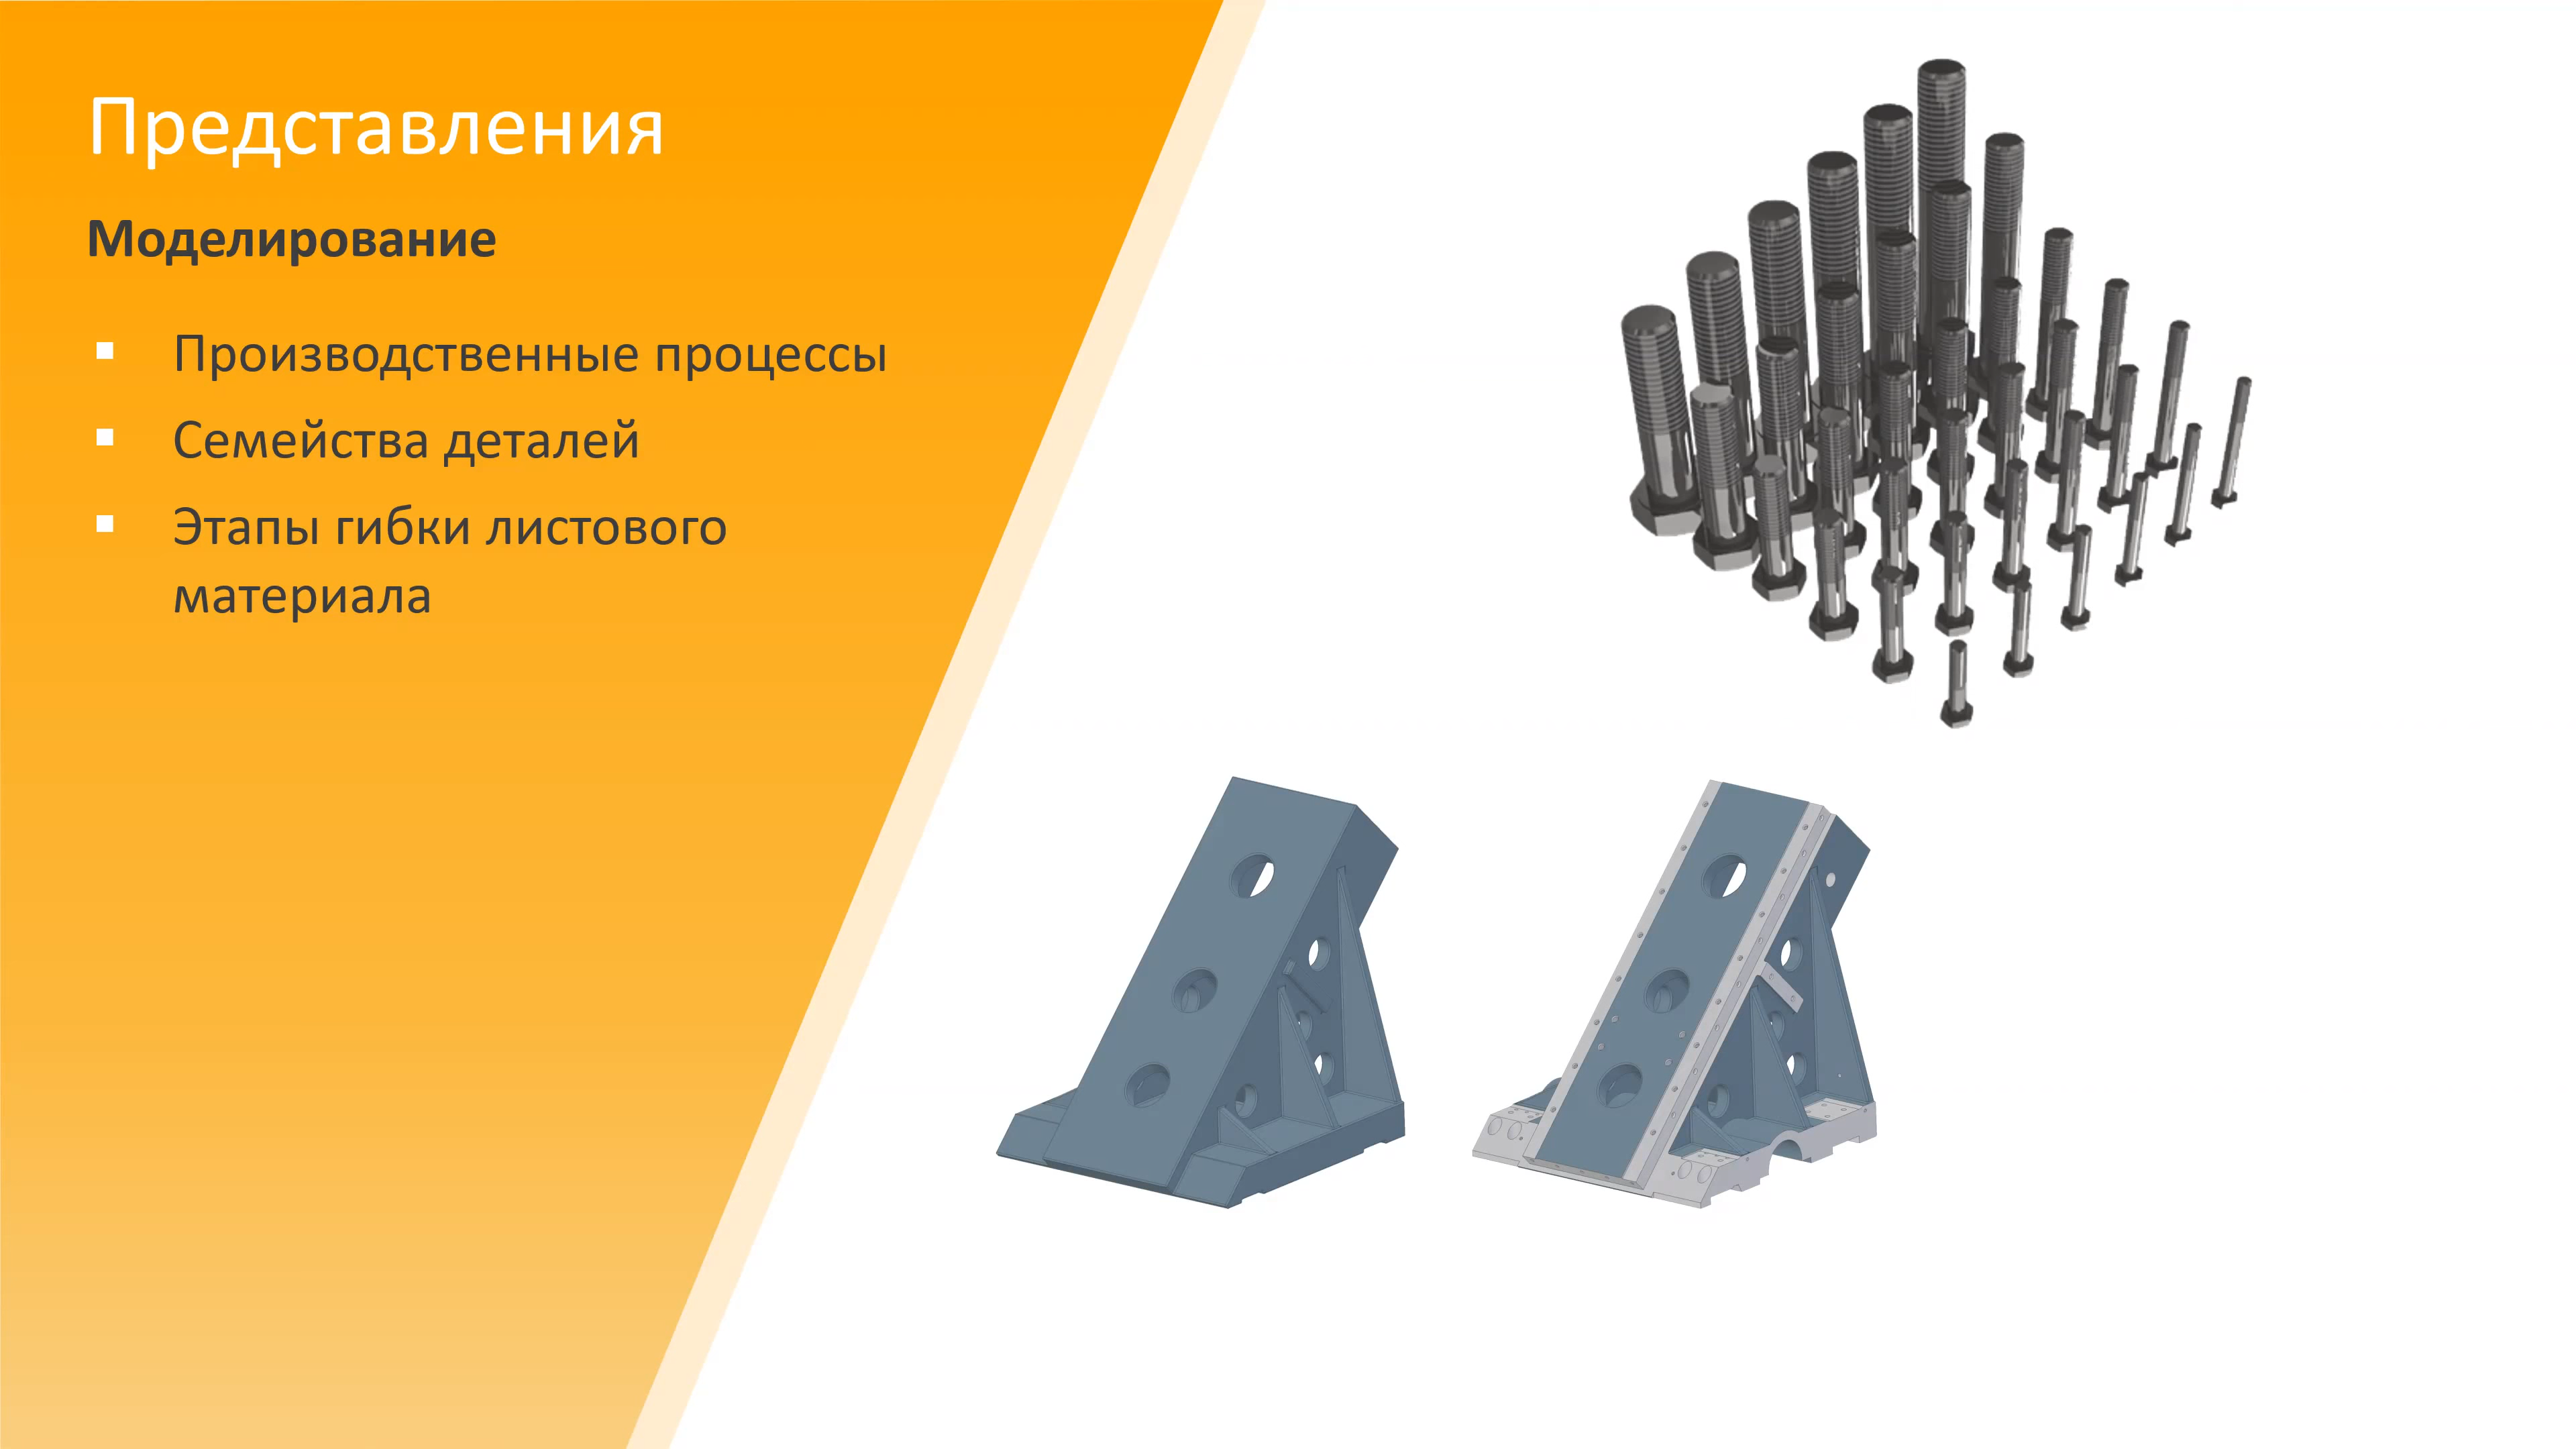 Представления
Моделирование
▪ Производственные процессы
▪ Семейства деталей
▪ Этапы гибки листового
материала